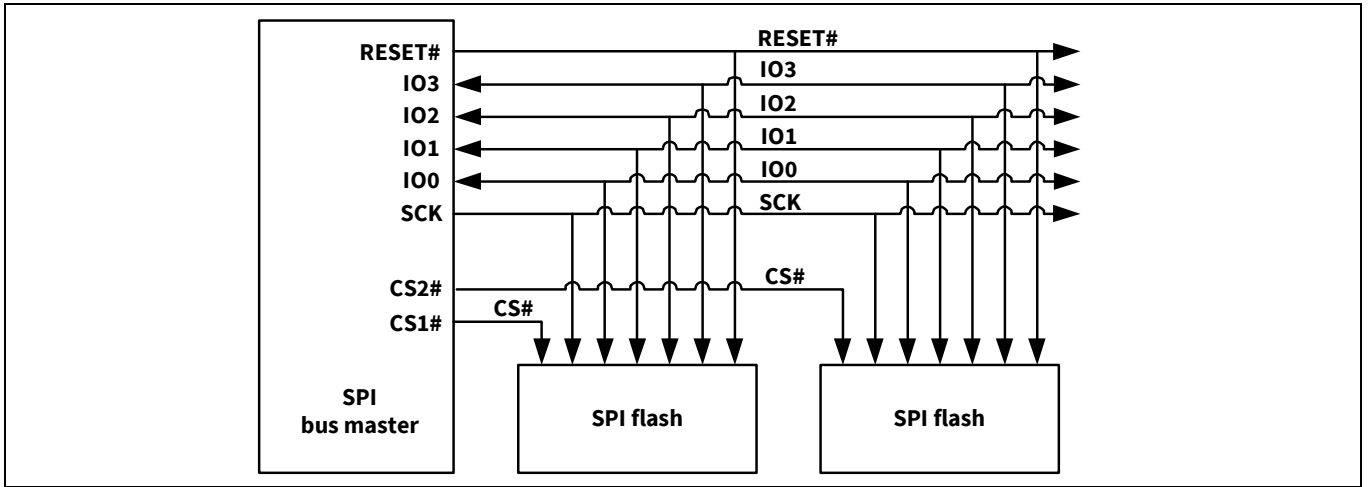 RESET#
RESET#
IO3
IO3
IO2
IO2
IO1
IO1
IO0
IO0
SCK
SCK
CS2#
CS#
CS1#
CS#
SPI
bus master
SPI flash
SPI flash